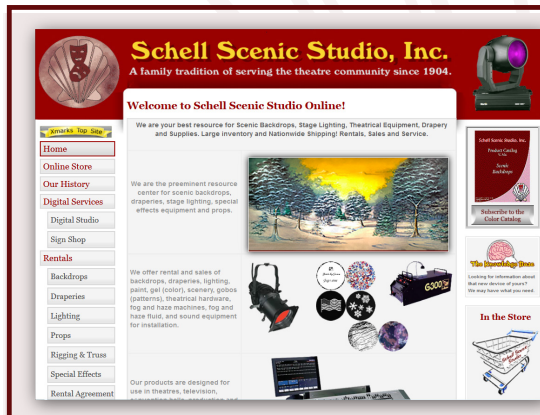 Schell Scenic Studio, Inc.
A family tradition of serving the theatre community since 1904.
Welcome to Schell Scenic Studio Online!
We are your best resource for Scenic Backdrops, Stage Lighting, Theatrical Equipment, Drapery
and Supplies. Large inventory and Nationwide Shipping! Rentals, Sales and Service.
Xmarks Top Site
Home
Online Store
Our History
Digital Services
Digital Studio
Sign Shop
Rentals
Backdrops
Draperies
Lighting
Props
Rigging & Truss
Special Effects
Rental Agreement
We are the preeminent resource
center for scenic backdrops,
draperies, stage lighting, special
effects equipment and props.
We offer rental and sales of
backdrops, draperies, lighting,
paint, gel (color), scenery, gobos
(patterns), theatrical hardware,
fog and haze machines, fog and
haze fluid, and sound equipment
for installation.
G300
Our products are designed for
use in theatres, television,
Schell Scenic Studio, Inc.
Product Catalog
Scenic
Backdrops
Subscribe to the
Color Catalog
The Knowledge Base
Looking for information about
that new device of yours?
We may have what you need.
In the Store